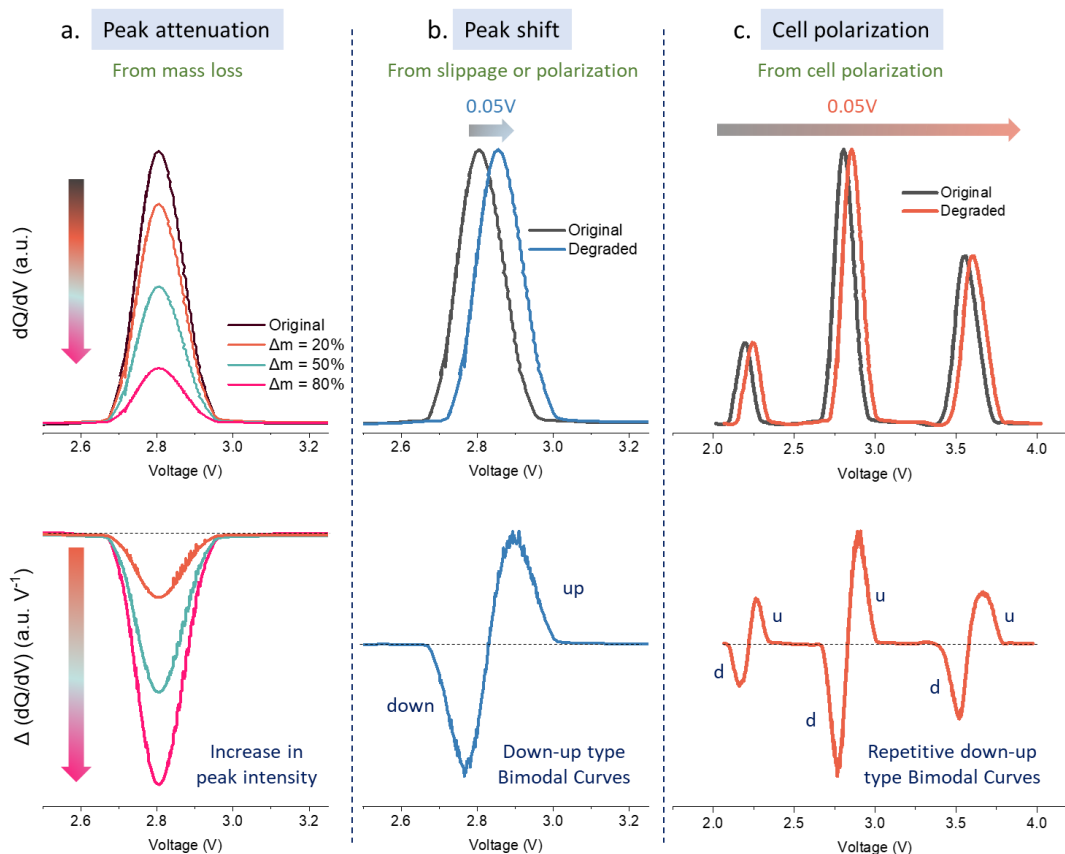 a. Peak attenuation
From mass loss
dQ/dV (a.u.)
Original
Δm = 20%
Δm = 50%
Δm = 80%
2.6 2.8 3.0 3.2
Voltage (V)
Δ (dQ/dV) (a.u. V-1)
Increase in
peak intensity
2.6 2.8 3.0 3.2
Voltage (V)
b. Peak shift
From slippage or polarization
0.05V
Original
Degraded
2.6 2.8 3.0 3.2
Voltage (V)
up
down
Down-up type
Bimodal Curves
2.6 2.8 3.0 3.2
Voltage (V)
c. Cell polarization
From cell polarization
0.05V
Original
Degraded
2.0 2.5 3.0 3.5 4.0
Voltage (V)
u
u
u
d
d
d
Repetitive down-up
type Bimodal Curves
2.0 2.5 3.0 3.5 4.0
Voltage (V)